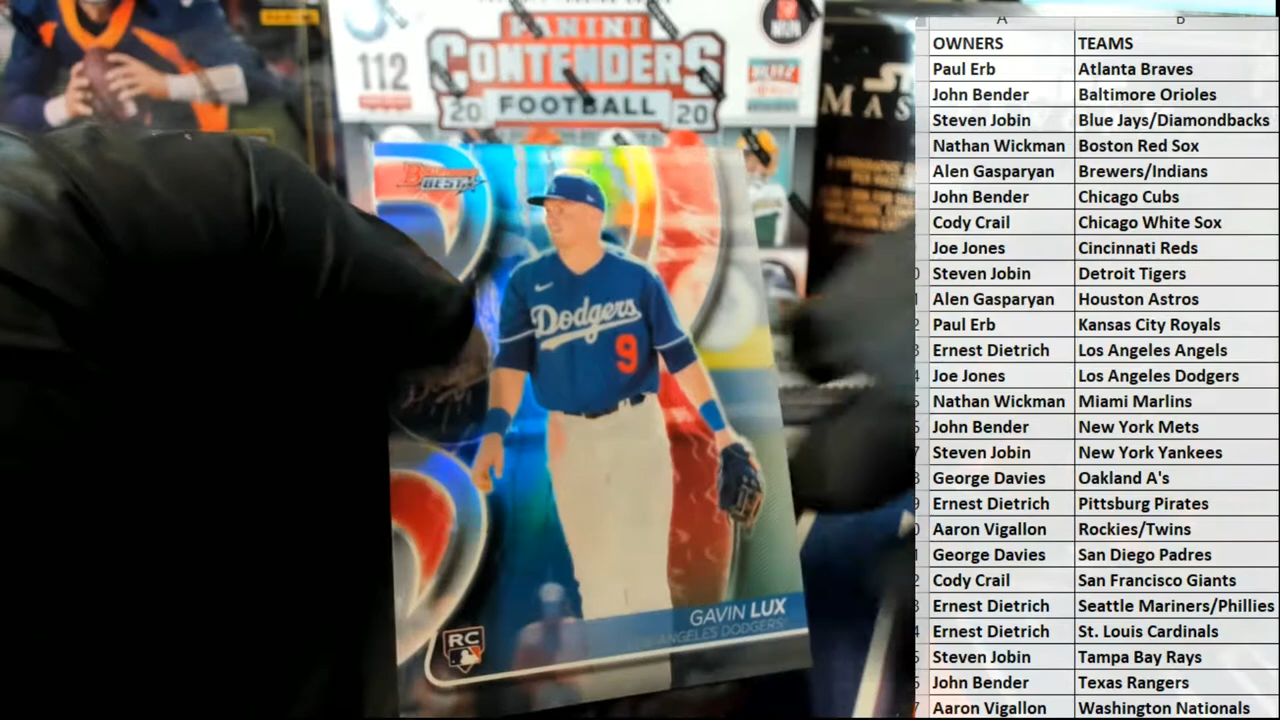 PANINI
CONTENDERS
112
20 FOOTBALL 20
MAS
BEST
Dodgers
9
GAVIN LUX
LOS ANGELES DODGERS
RC
A B
OWNERS TEAMS
Paul Erb Atlanta Braves
John Bender Baltimore Orioles
Steven Jobin Blue Jays/Diamondbacks
Nathan Wickman Boston Red Sox
Alen Gasparyan Brewers/Indians
John Bender Chicago Cubs
Cody Crail Chicago White Sox
Joe Jones Cincinnati Reds
Steven Jobin Detroit Tigers
Alen Gasparyan Houston Astros
Paul Erb Kansas City Royals
Ernest Dietrich Los Angeles Angels
Joe Jones Los Angeles Dodgers
Nathan Wickman Miami Marlins
John Bender New York Mets
Steven Jobin New York Yankees
George Davies Oakland A's
Ernest Dietrich Pittsburg Pirates
Aaron Vigallon Rockies/Twins
George Davies San Diego Padres
Cody Crail San Francisco Giants
Ernest Dietrich Seattle Mariners/Phillies
Ernest Dietrich St. Louis Cardinals
Steven Jobin Tampa Bay Rays
John Bender Texas Rangers
Aaron Vigallon Washington Nationals